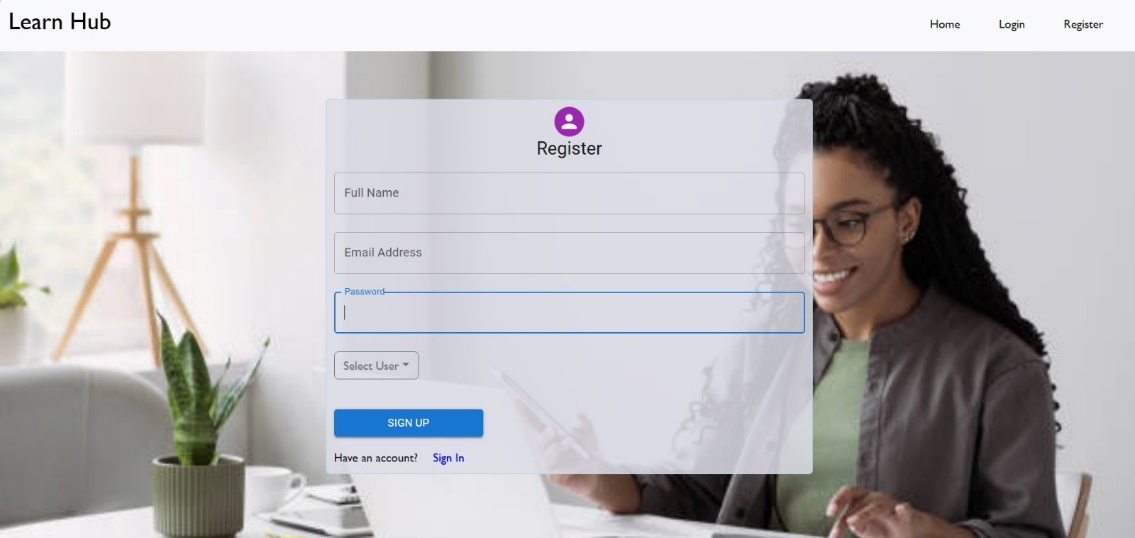 Learn Hub
Home Login Register
Register
Full Name
Email Address
Password
Select User
SIGN UP
Have an account? Sign In